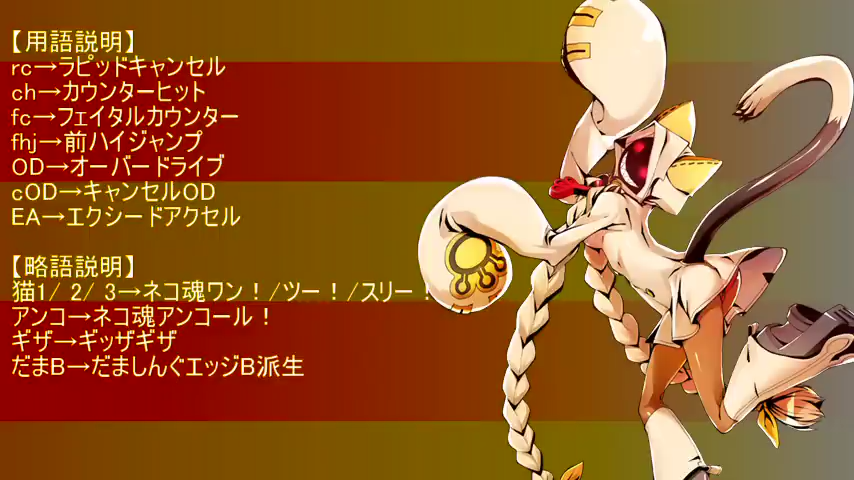 【用語説明】
rc→ラピッドキャンセル
ch→カウンターヒット
fc→フェイタルカウンター
fhj→前ハイジャンプ
OD→オーバードライブ
cOD→キャンセルOD
EA→エクシードアクセル
【略語説明】
猫1/ 2/ 3→ネコ魂ワン！/ツー！/スリー！
アンコ→ネコ魂アンコール！
ギザ→ギッザギザ
だまB→だましんぐエッジB派生